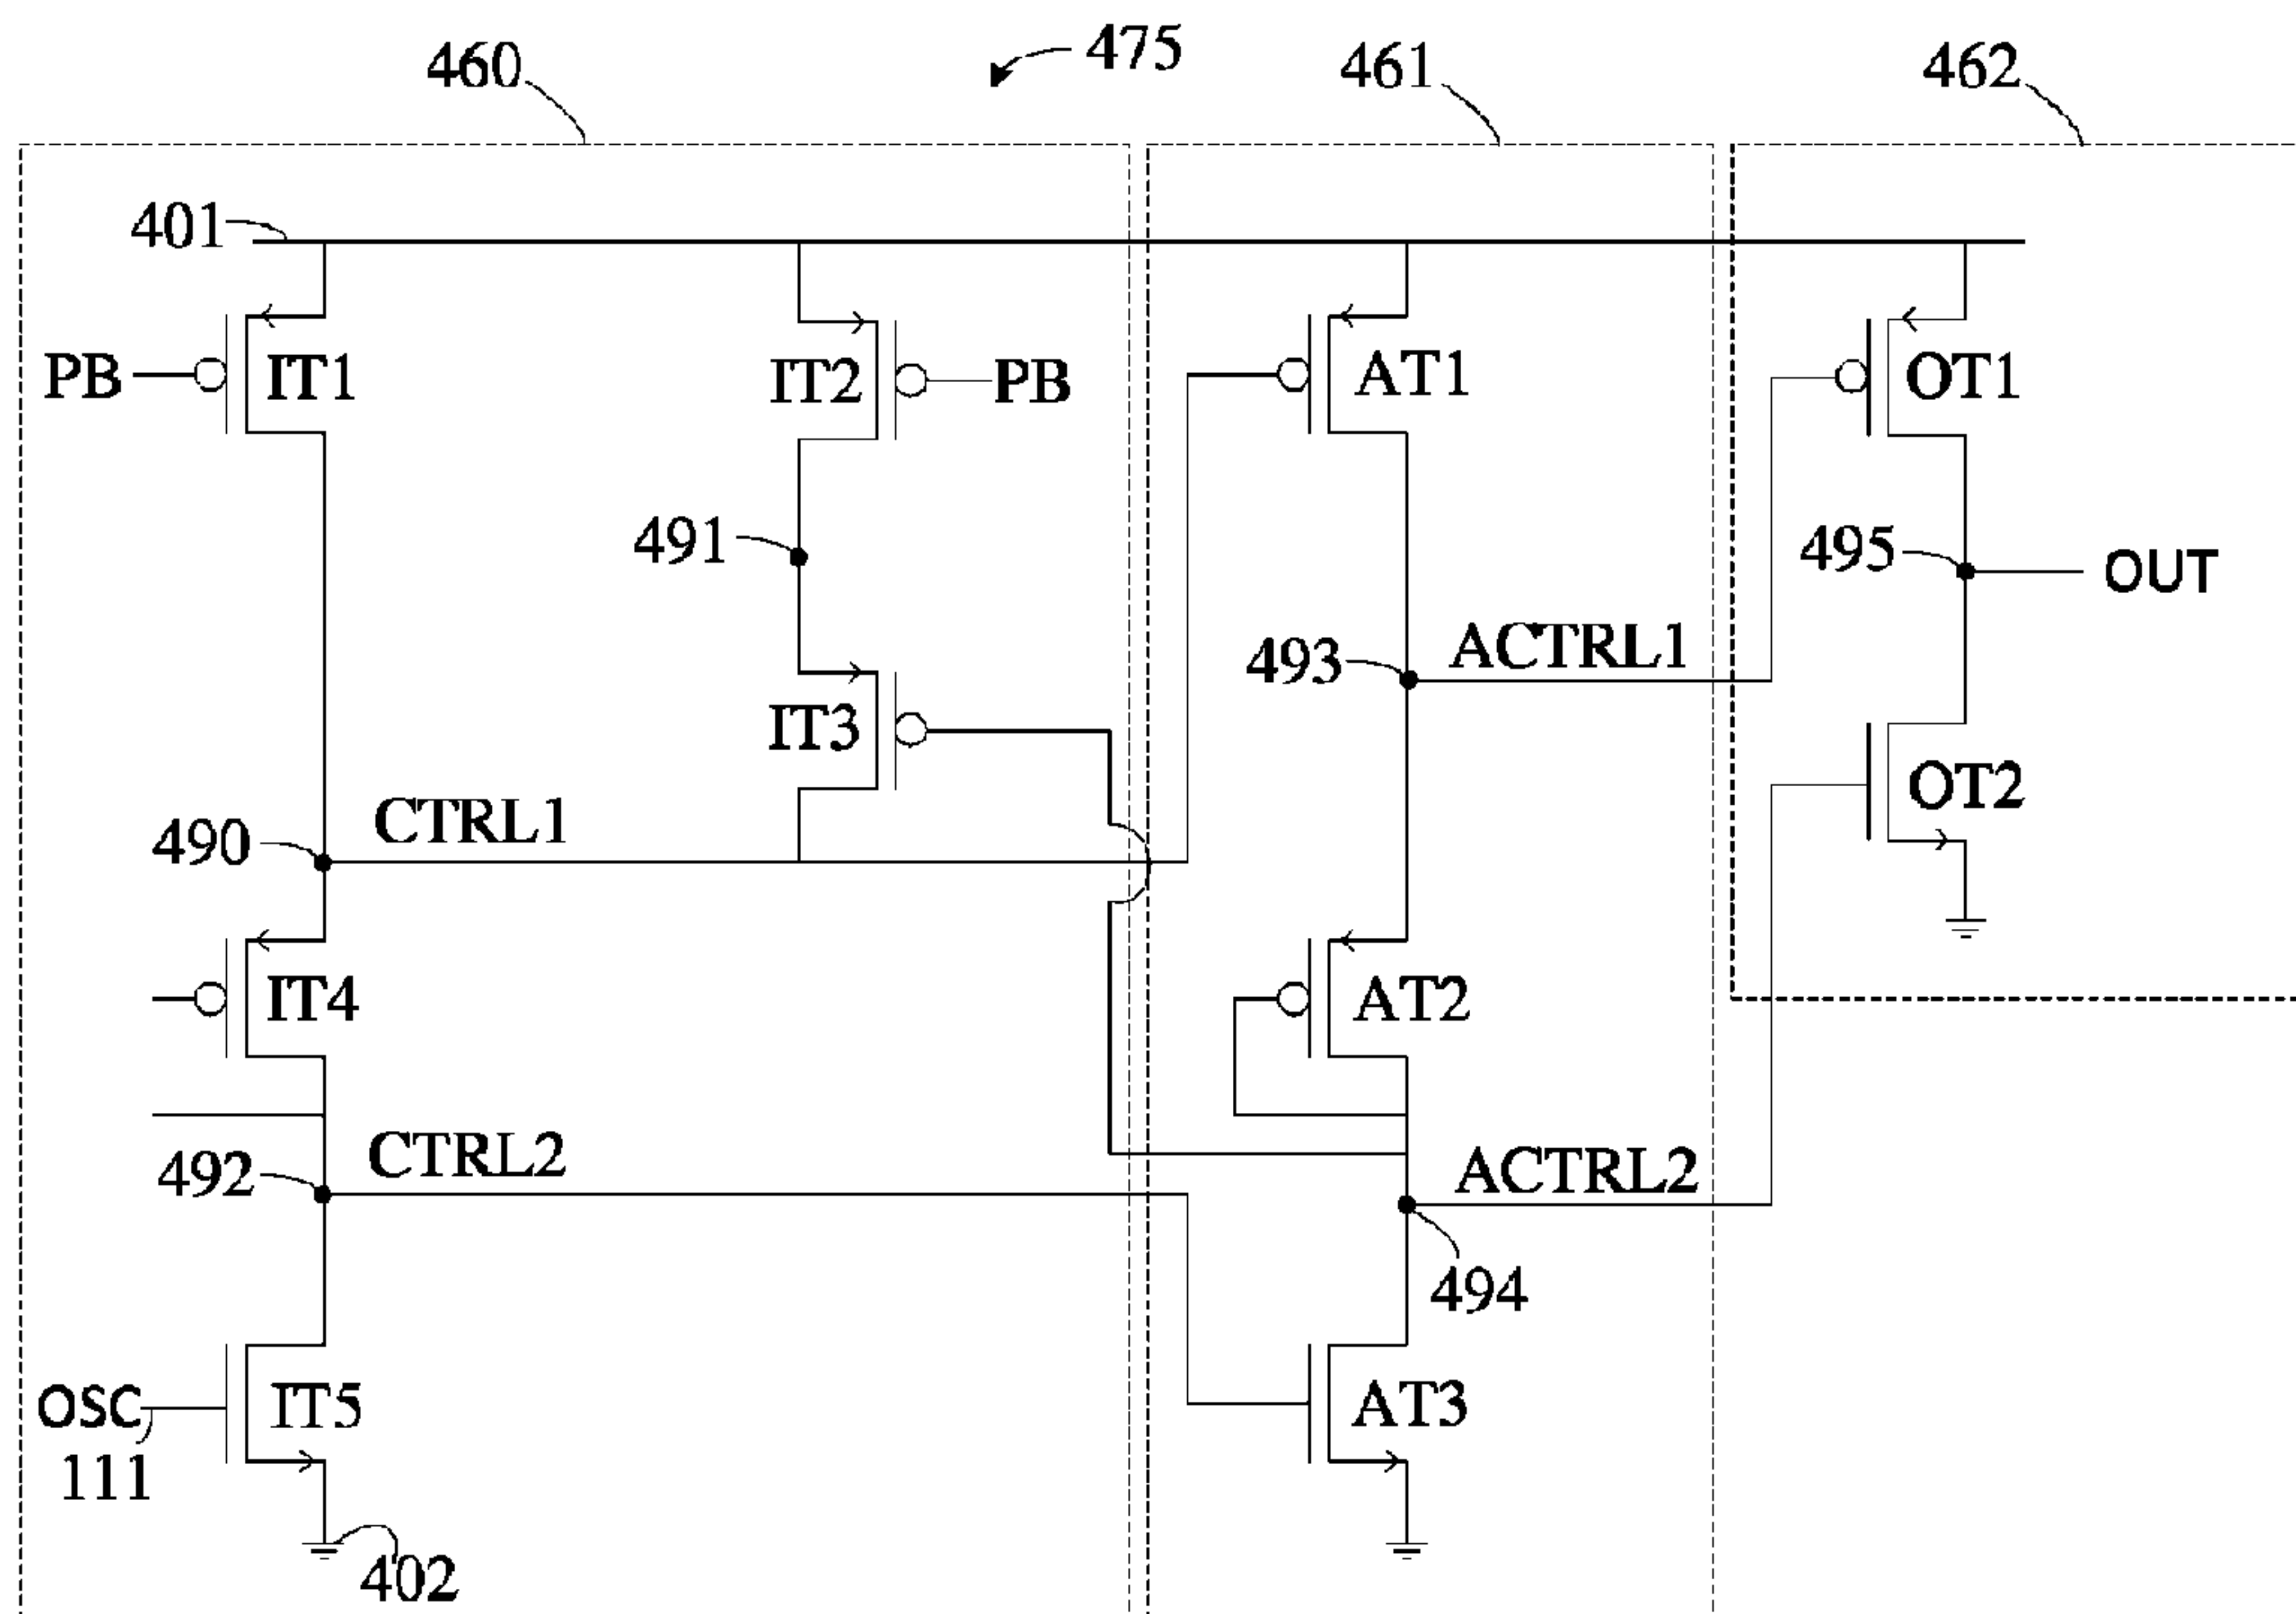 460
475
461
462
401
PB
IT1
IT2
PB
AT1
OT1
491
495
OUT
493
ACTRL1
IT3
OT2
490
CTRL1
IT4
AT2
492
CTRL2
ACTRL2
494
OSC
111
IT5
AT3
402